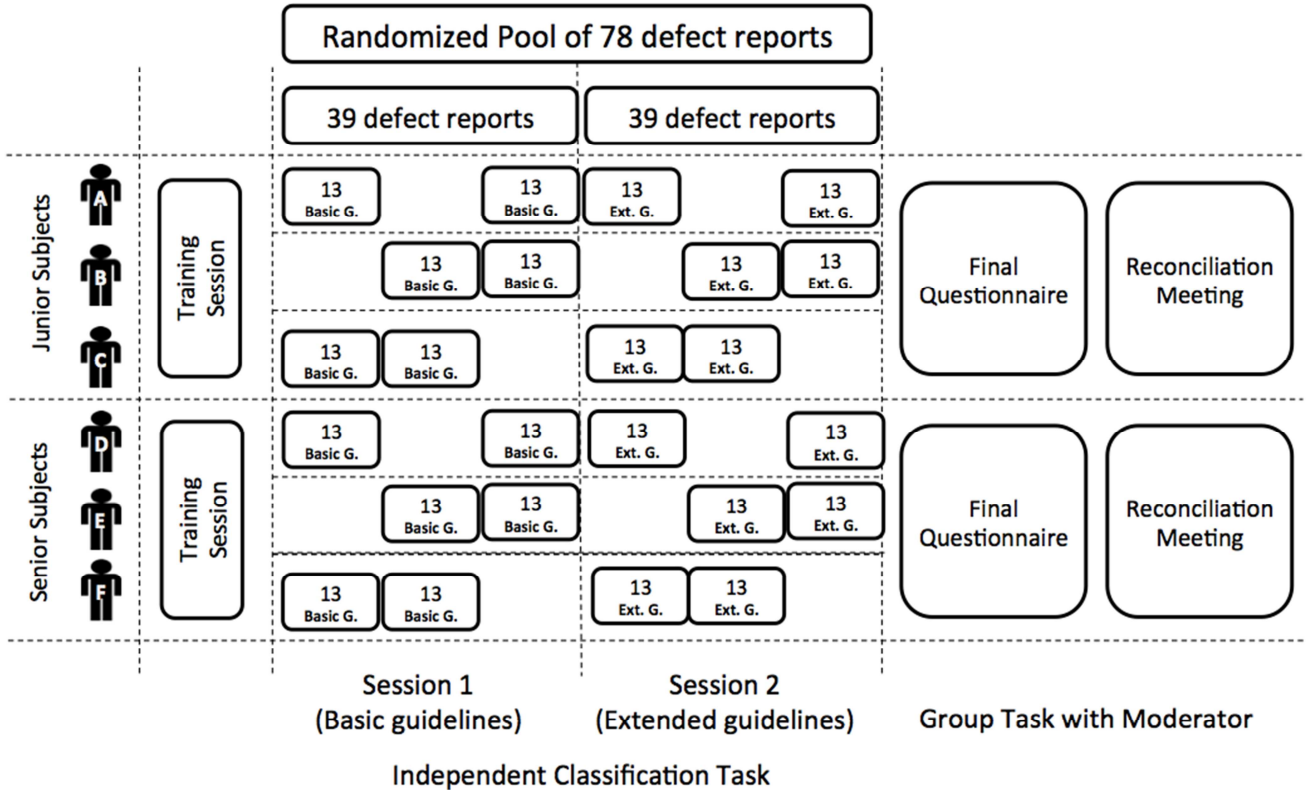 Randomized Pool of 78 defect reports
39 defect reports
39 defect reports
Junior Subjects
A
B
C
Training
Session
13
Basic G.
13
Basic G.
13
Ext. G.
13
Ext. G.
13
Basic G.
13
Basic G.
13
Ext. G.
13
Ext. G.
13
Basic G.
13
Basic G.
13
Ext. G.
13
Ext. G.
Final
Questionnaire
Reconciliation
Meeting
Senior Subjects
D
E
F
Training
Session
13
Basic G.
13
Basic G.
13
Ext. G.
13
Ext. G.
13
Basic G.
13
Basic G.
13
Ext. G.
13
Ext. G.
13
Basic G.
13
Basic G.
13
Ext. G.
13
Ext. G.
Final
Questionnaire
Reconciliation
Meeting
Session 1
(Basic guidelines)
Session 2
(Extended guidelines)
Group Task with Moderator
Independent Classification Task